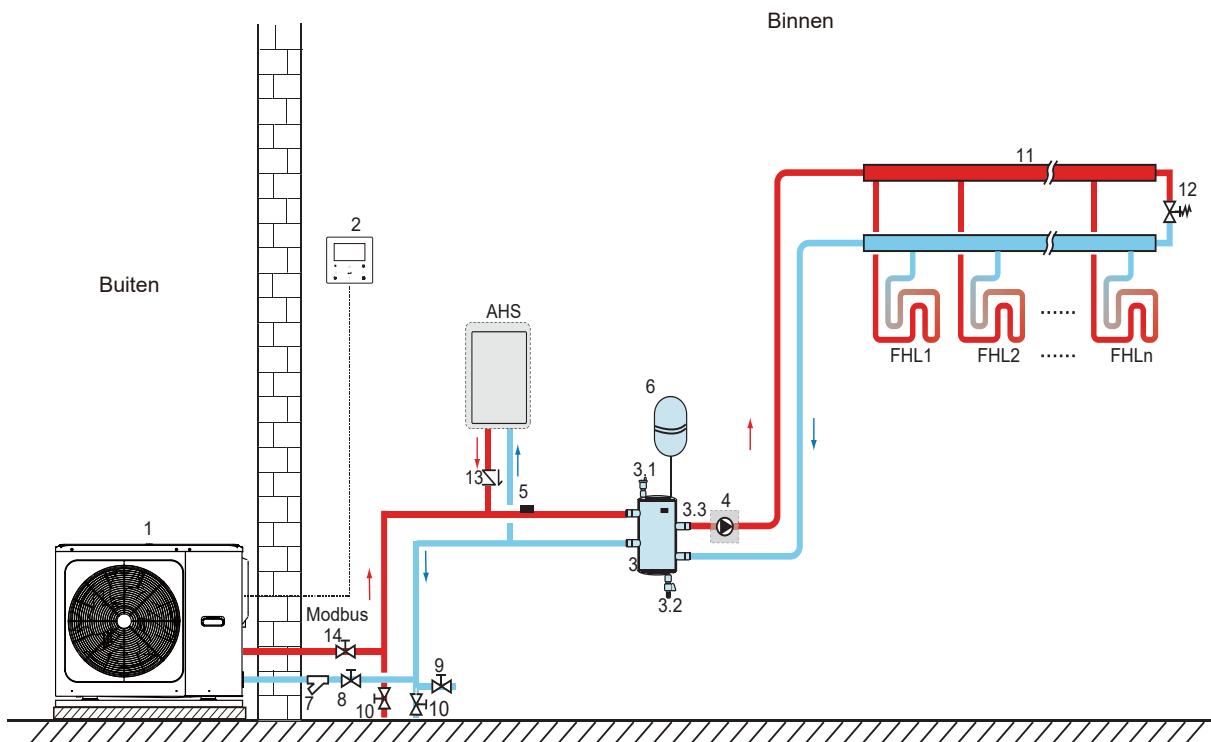 Binnen
11
12
2
Buiten
AHS
FHL1
FHL2
......
......
FHLn
6
13
3.1
5
3.3
4
1
3
3.2
Modbus
14
9
7
8
10
10